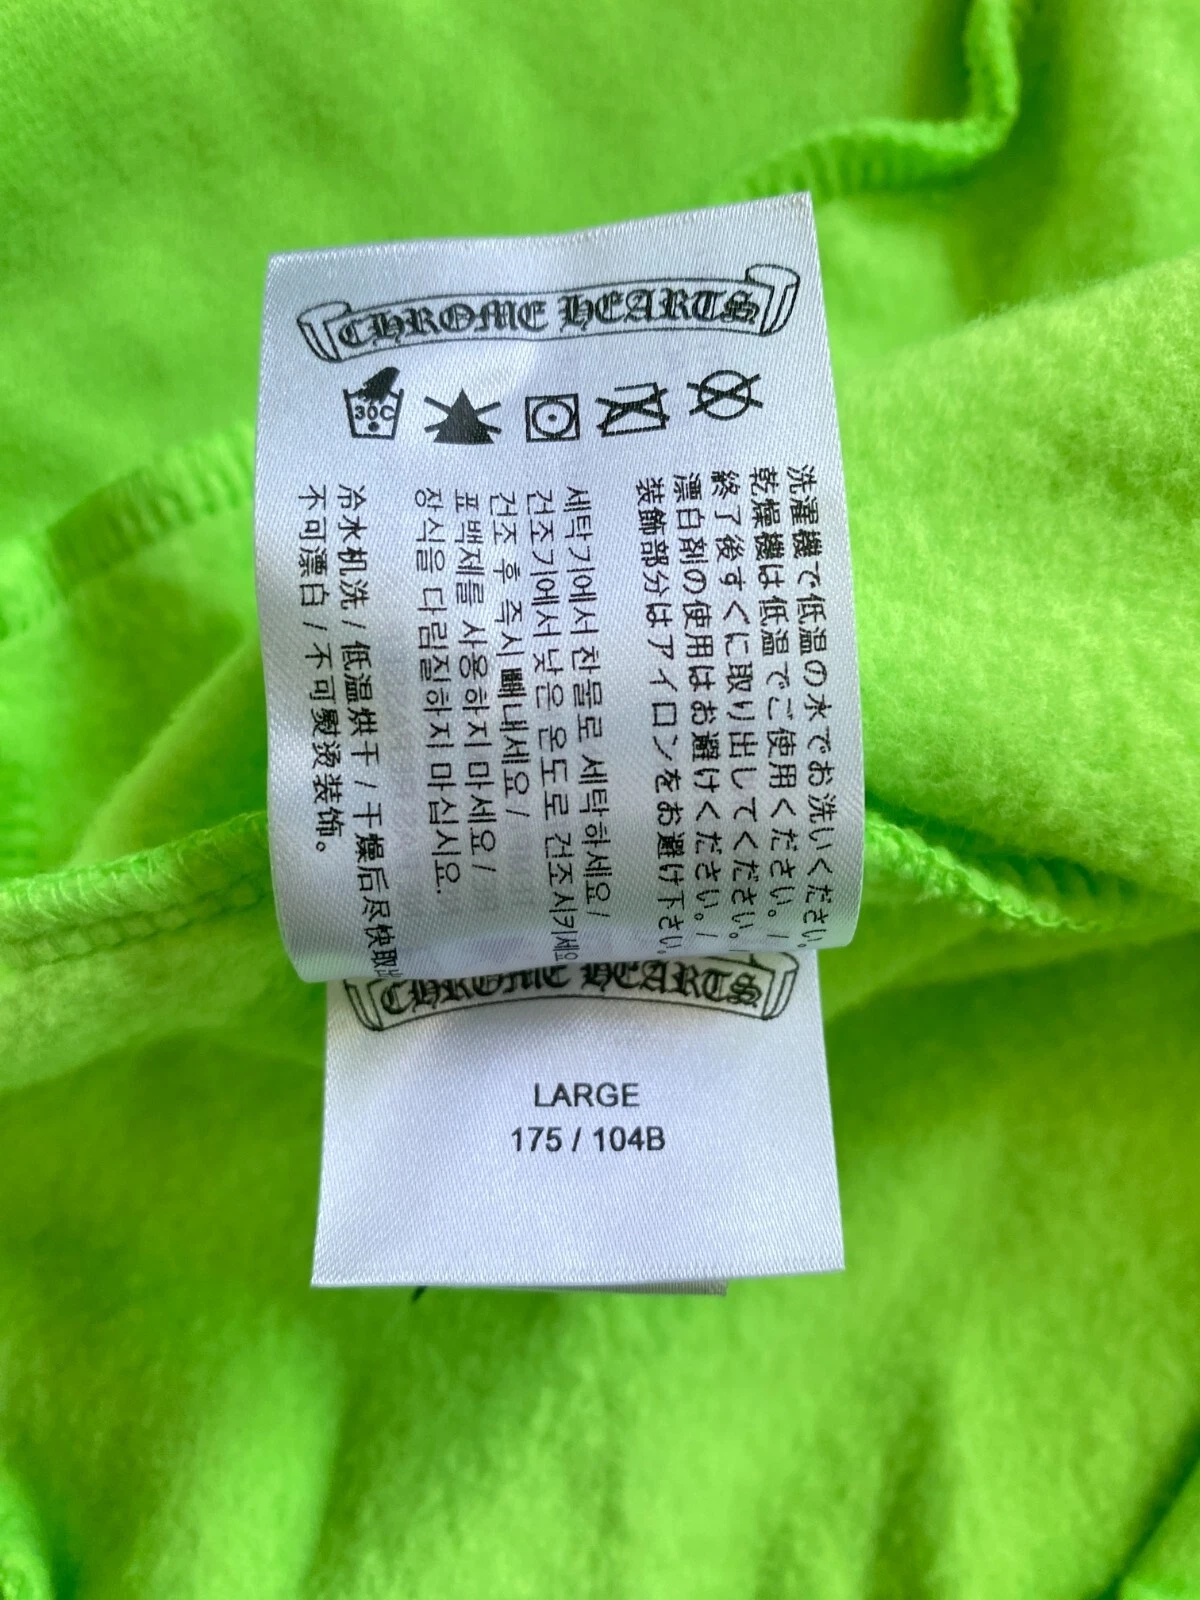 CHROME HEARTS
30C
洗濯機で低温の水でお洗いください。
乾燥機は低温でご使用ください。/
終了後すぐに取り出してください。
漂白剤の使用はお避けください。/
装飾部分はアイロンをお避け下さい。
세탁기에서 찬물로 세탁하세요 /
건조기에서 낮은 온도로 건조시키세요
건조 후 즉시 빼내세요 /
표백제를 사용하지 마세요 /
장식을 다림질하지 마십시오.
冷水机洗 / 低温烘干 / 干燥后尽快取出
不可漂白 / 不可熨烫装饰。
CHROME HEARTS
LARGE
175 / 104B